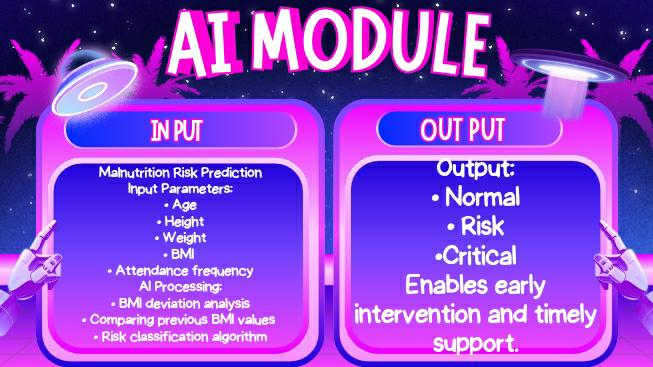 AI MODULE
IN PUT
Malnutrition Risk Prediction
Input Parameters:
• Age
• Height
• Weight
• BMI
• Attendance frequency
AI Processing:
• BMI deviation analysis
• Comparing previous BMI values
• Risk classification algorithm
OUT PUT
Output:
• Normal
• Risk
•Critical
Enables early
intervention and timely
support.